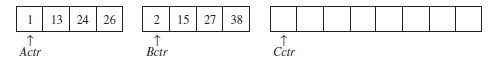 1 13 24 26 2 15 27 38
↑ ↑ ↑
Actr Bctr Cctr